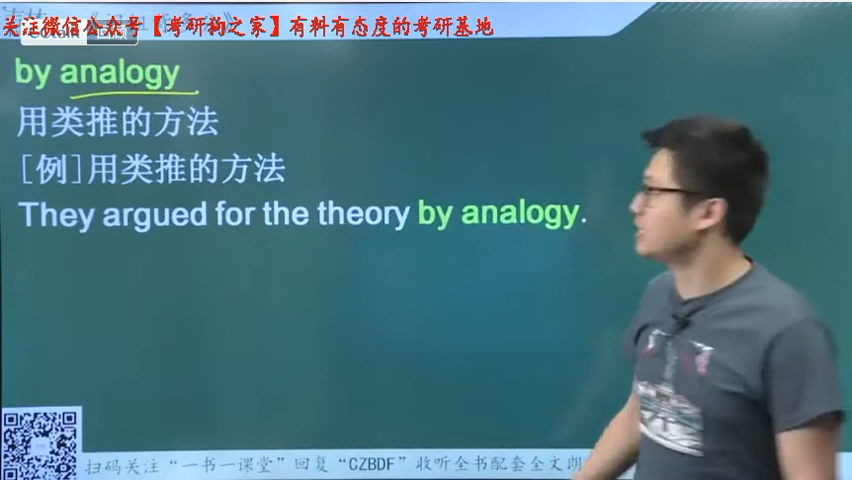 关注微信公众号【考研狗之家】有料有态度的考研基地
by analogy
用类推的方法
[例]用类推的方法
They argued for the theory by analogy.
扫码关注“一书一课堂”回复“CZBDF”收听全书配套全文朗